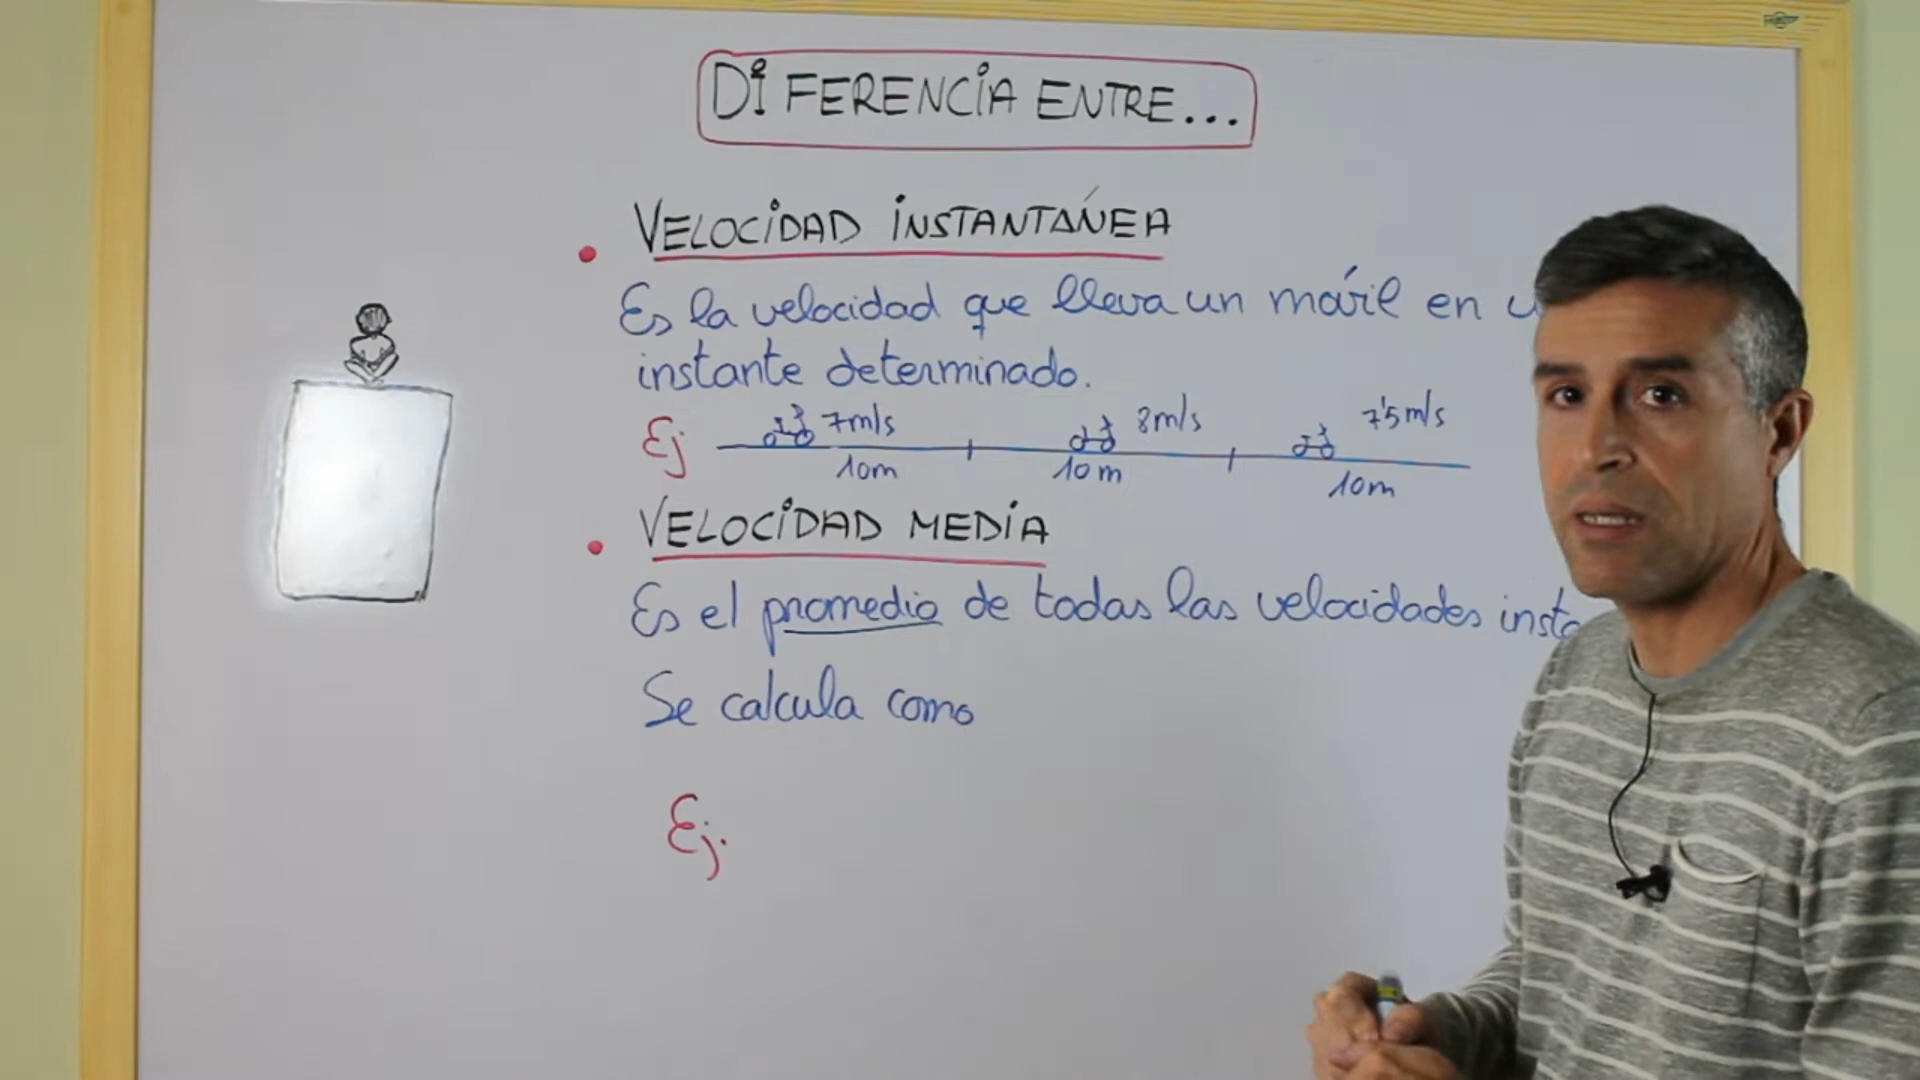 DIFERENCIA ENTRE...
VELOCIDAD INSTANTÁNEA
Es la velocidad que lleva un móvil en
instante determinado.
Ej 7m/s 8m/s 7'5m/s
10m 10m 10m
VELOCIDAD MEDIA
Es el promedio de todas las velocidades
Se calcula como
Ej.